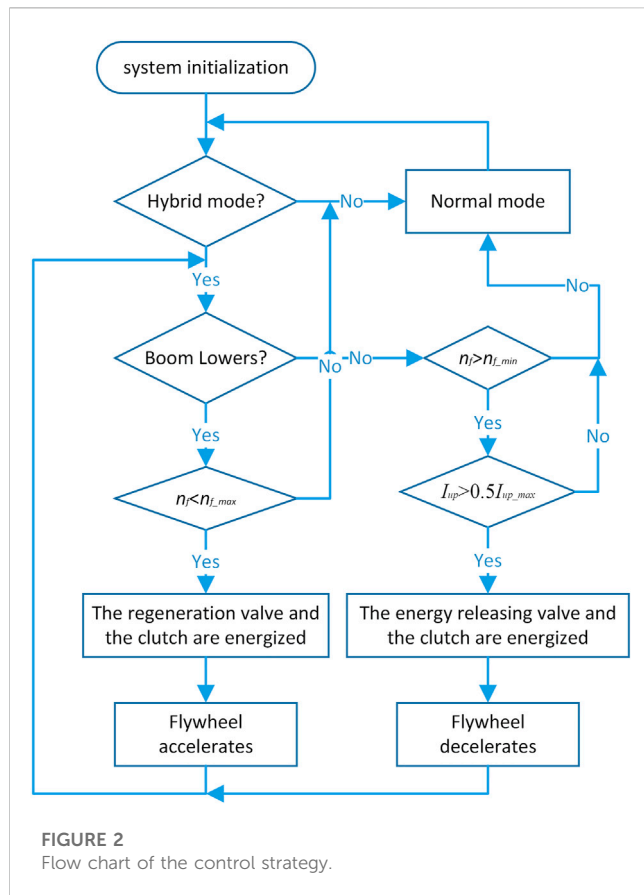 system initialization
Hybrid mode?
No
Normal mode
Yes
No
Boom Lowers?
No
No
nf>nf_min
Yes
Yes
No
nf<nf_max
Iup>0.5Iup_max
Yes
Yes
The regeneration valve and
the clutch are energized
The energy releasing valve and
the clutch are energized
Flywheel
accelerates
Flywheel
decelerates
FIGURE 2
Flow chart of the control strategy.